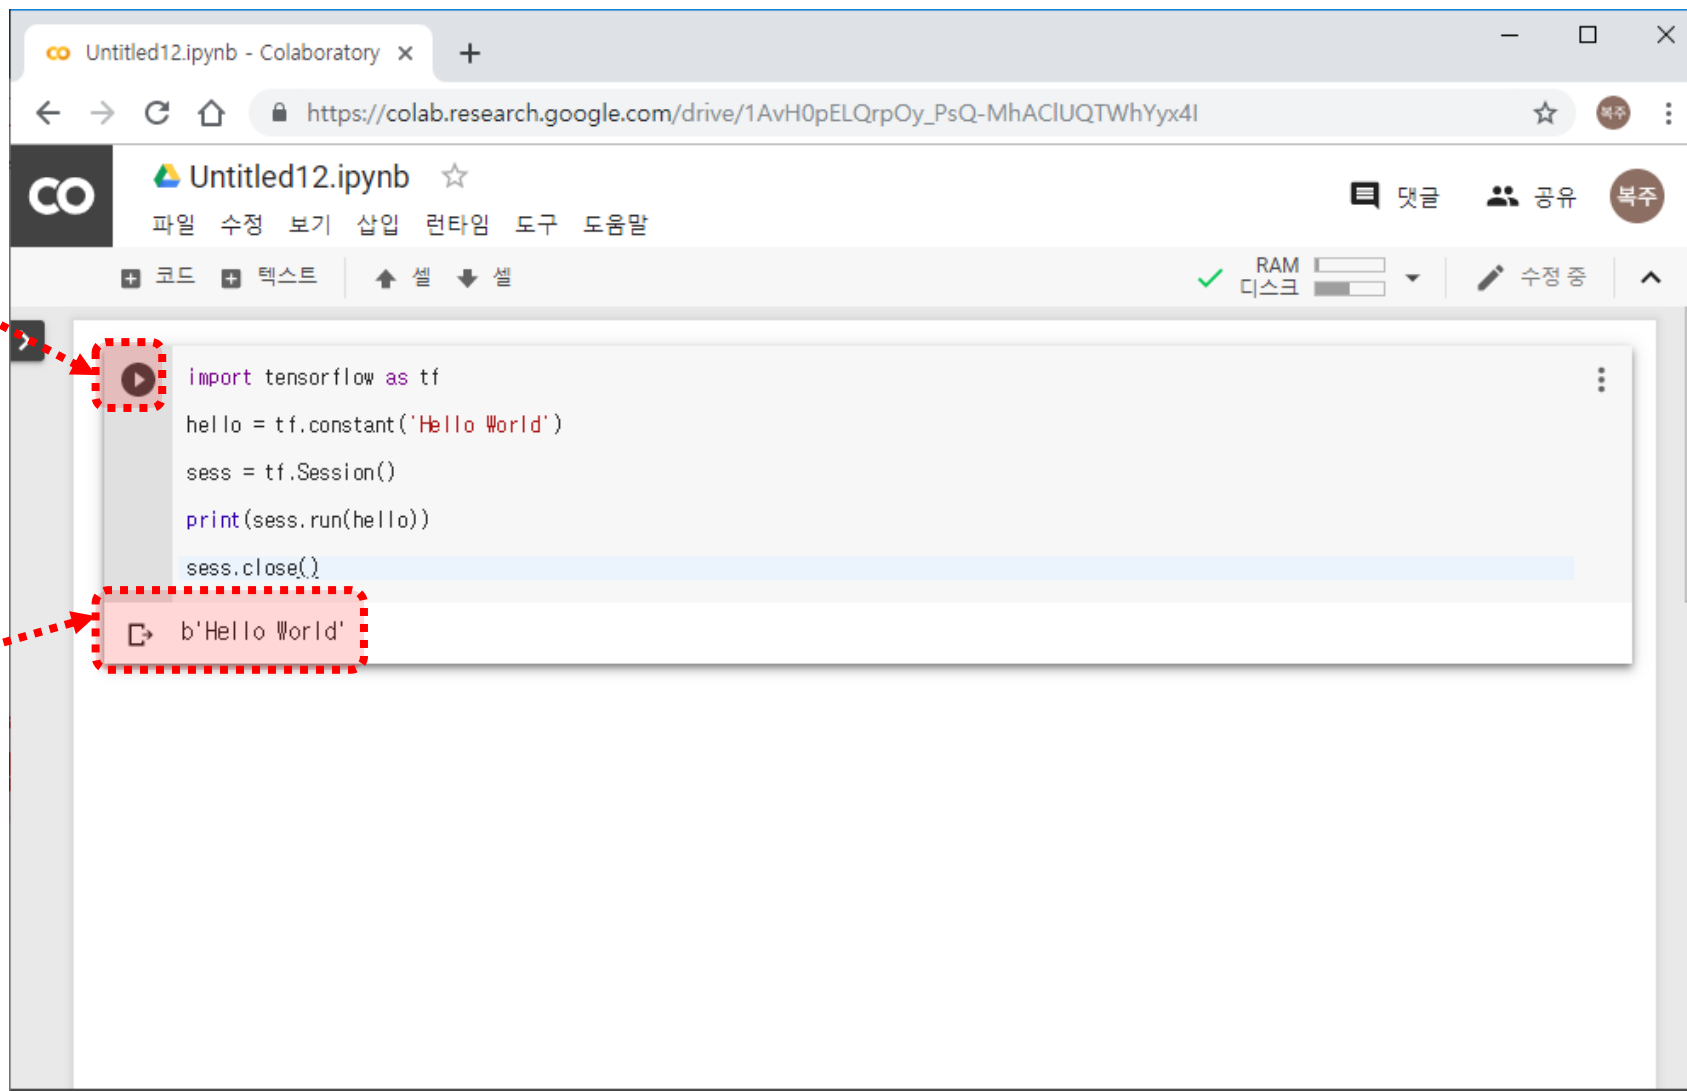 Untitled12.ipynb - Colaboratory
https://colab.research.google.com/drive/1AvH0pELQrpOy_PsQ-MhAClUQTWhYyx4I
복주
CO
Untitled12.ipynb
댓글
공유
복주
파일 수정 보기 삽입 런타임 도구 도움말
코드 텍스트 셀 셀
RAM
디스크
수정 중
import tensorflow as tf
hello = tf.constant('Hello World')
sess = tf.Session()
print(sess.run(hello))
sess.close()
b'Hello World'